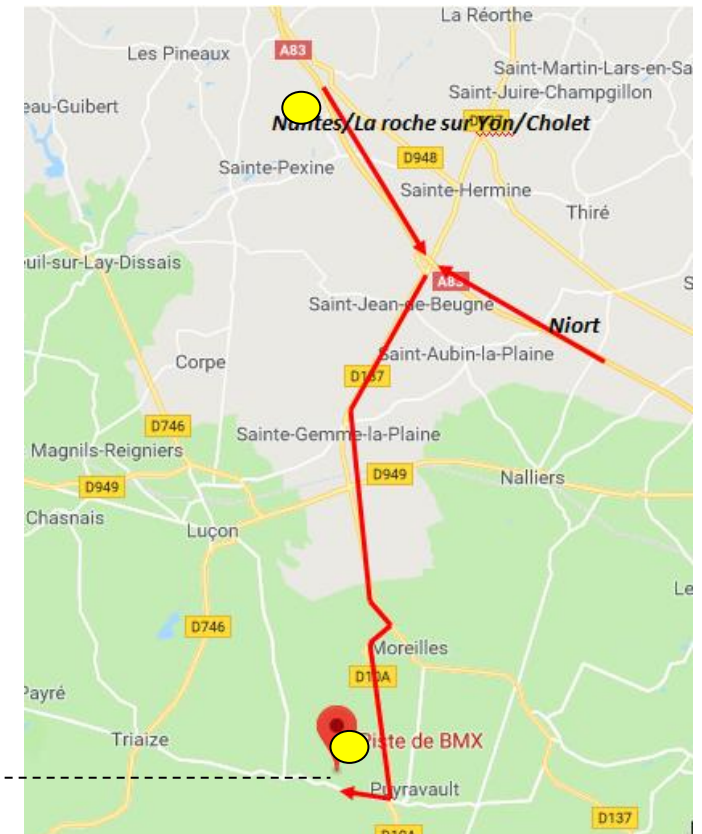 La Réorthe
Les Pineaux
A83
Saint-Martin-Lars-en-Sa
Saint-Juire-Champgillon
eau-Guibert
Nantes/La roche sur Yon/Cholet
D948
Sainte-Pexine
Sainte-Hermine
Thiré
euil-sur-Lay-Dissais
A83
S
Saint-Jean-de-Beugne
Niort
Corpe
Saint-Aubin-la-Plaine
D137
D746
Sainte-Gemme-la-Plaine
Magnils-Reigniers
D949
Nalliers
D949
Chasnais
Luçon
Le
D746
Moreilles
D10A
Payré
Triaize
Piste de BMX
Puyravault
D137
D10A